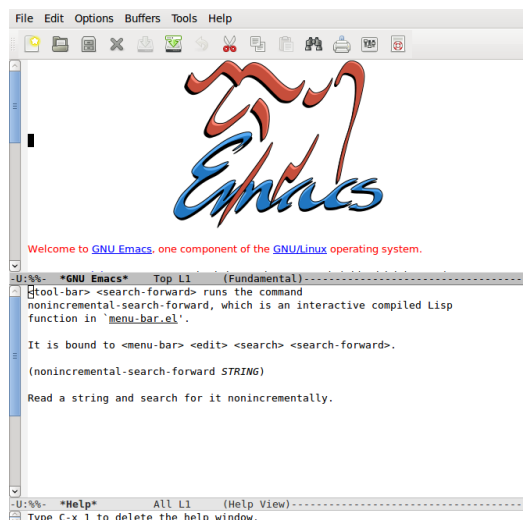 File Edit Options Buffers Tools Help
Emacs
Welcome to GNU Emacs, one component of the GNU/Linux operating system.
-U:%%- *GNU Emacs* Top L1 (Fundamental)----------------------------------
<tool-bar> <search-forward> runs the command
nonincremental-search-forward, which is an interactive compiled Lisp
function in `menu-bar.el'.
It is bound to <menu-bar> <edit> <search> <search-forward>.
(nonincremental-search-forward STRING)
Read a string and search for it nonincrementally.
-U:%%- *Help* All L1 (Help View)-----------------------------------
Type C-x 1 to delete the help window.